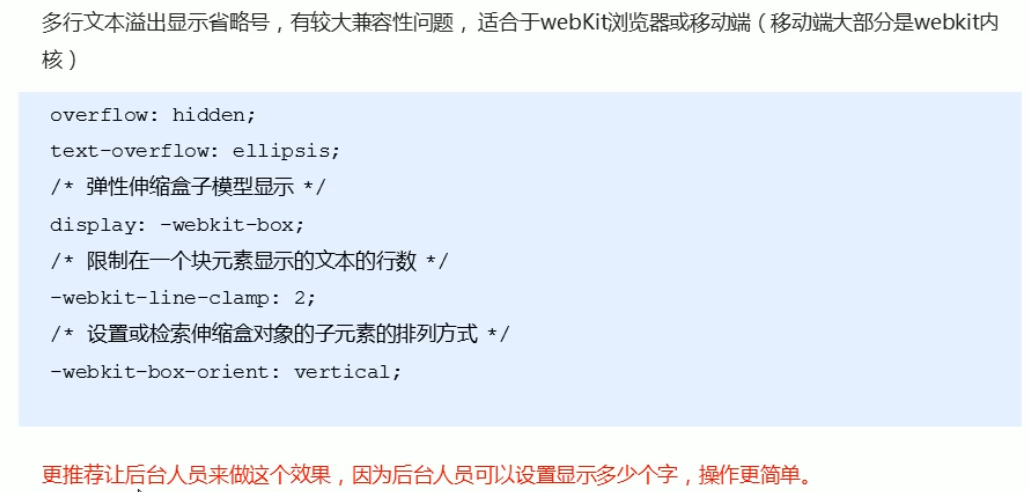 多行文本溢出显示省略号，有较大兼容性问题， 适合于webKit浏览器或移动端（移动端大部分是webkit内
核）
overflow: hidden;
text-overflow: ellipsis;
/* 弹性伸缩盒子模型显示 */
display: -webkit-box;
/* 限制在一个块元素显示的文本的行数 */
-webkit-line-clamp: 2;
/* 设置或检索伸缩盒对象的子元素的排列方式 */
-webkit-box-orient: vertical;
更推荐让后台人员来做这个效果，因为后台人员可以设置显示多少个字，操作更简单。